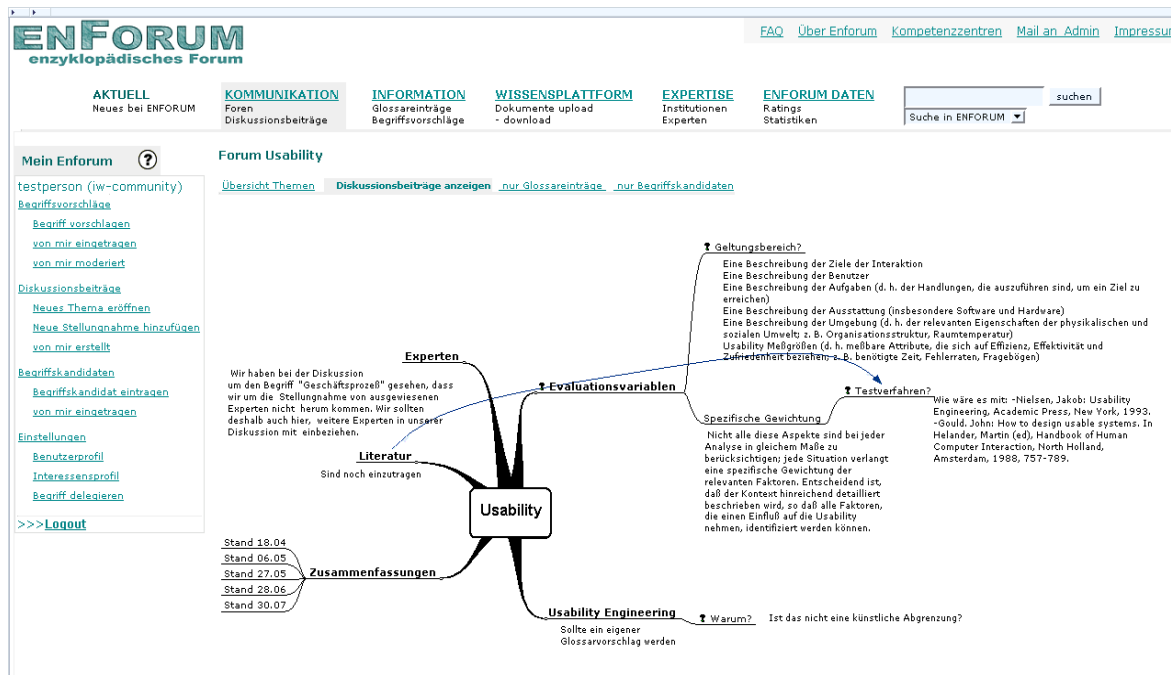 ENFORUM
enzyklopädisches Forum
FAQ Über Enforum Kompetenzzentren Mail an Admin Impressum
AKTUELL
Neues bei ENFORUM
KOMMUNIKATION
Foren
Diskussionsbeiträge
INFORMATION
Glossareinträge
Begriffsvorschläge
WISSENSPLATTFORM
Dokumente upload
- download
EXPERTISE
Institutionen
Experten
ENFORUM DATEN
Ratings
Statistiken
suchen
Suche in ENFORUM
Mein Enforum ?
testperson (iw-community)
Begriffsvorschläge
Begriff vorschlagen
von mir eingetragen
von mir moderiert
Diskussionsbeiträge
Neues Thema eröffnen
Neue Stellungnahme hinzufügen
von mir erstellt
Begriffskandidaten
Begriffskandidat eintragen
von mir eingetragen
Einstellungen
Benutzerprofil
Interessensprofil
Begriff delegieren
>>>Logout
Forum Usability
Übersicht Themen Diskussionsbeiträge anzeigen nur Glossareinträge nur Begriffskandidaten
Experten
Wir haben bei der Diskussion
um den Begriff "Geschäftsprozeß" gesehen, dass
wir um die Stellungnahme von ausgewiesenen
Experten nicht herum kommen. Wir sollten
deshalb auch hier, weitere Experten in unserer
Diskussion mit einbeziehen.
Literatur
Sind noch einzutragen
Usability
Zusammenfassungen
Stand 18.04
Stand 06.05
Stand 27.05
Stand 28.06
Stand 30.07
? Evaluationsvariablen
? Geltungsbereich?
Eine Beschreibung der Ziele der Interaktion
Eine Beschreibung der Benutzer
Eine Beschreibung der Aufgaben (d. h. der Handlungen, die auszuführen sind, um ein Ziel zu
erreichen)
Eine Beschreibung der Ausstattung (insbesondere Software und Hardware)
Eine Beschreibung der Umgebung (d. h. der relevanten Eigenschaften der physikalischen und
sozialen Umwelt; z. B. Organisationsstruktur, Raumtemperatur)
Usability Meßgrößen (d. h. meßbare Attribute, die sich auf Effizienz, Effektivität und
Zufriedenheit beziehen; z. B. benötigte Zeit, Fehlerraten, Fragebögen)
Spezifische Gewichtung
Nicht alle diese Aspekte sind bei jeder
Analyse in gleichem Maße zu
berücksichtigen; jede Situation verlangt
eine spezifische Gewichtung der
relevanten Faktoren. Entscheidend ist,
daß der Kontext hinreichend detailliert
beschrieben wird, so daß alle Faktoren,
die einen Einfluß auf die Usability
nehmen, identifiziert werden können.
? Testverfahren?
Wie wäre es mit: -Nielsen, Jakob: Usability
Engineering, Academic Press, New York, 1993.
-Gould. John: How to design usable systems. In
Helander, Martin (ed), Handbook of Human
Computer Interaction, North Holland,
Amsterdam, 1988, 757-789.
Usability Engineering
Sollte ein eigener
Glossarvorschlag werden
? Warum?
Ist das nicht eine künstliche Abgrenzung?